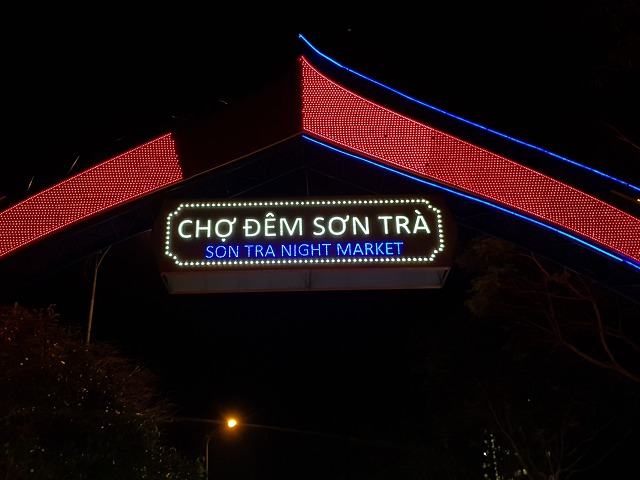 CHỢ ĐÊM SƠN TRÀ
SON TRA NIGHT MARKET